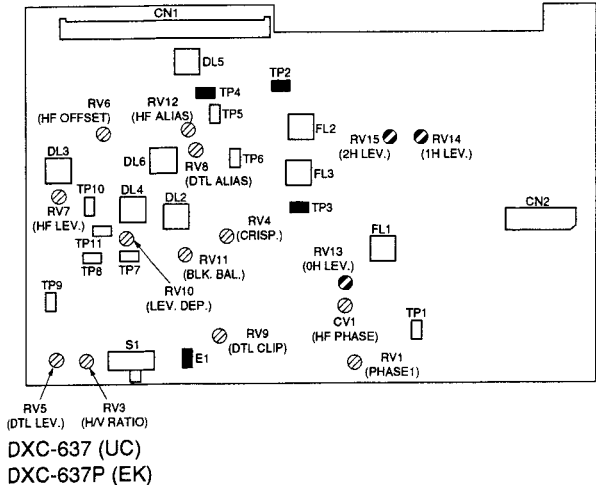 CN1
DL5
TP2
TP4
RV6
(HF OFFSET)
RV12
(HF ALIAS)
TP5
FL2
RV15
(2H LEV.)
RV14
(1H LEV.)
DL3
DL6
RV8
(DTL ALIAS)
TP6
FL3
TP10
DL4
DL2
RV7
(HF LEV.)
TP3
CN2
RV4
(CRISP.)
FL1
TP11
TP8
TP7
RV11
(BLK. BAL.)
RV13
(0H LEV.)
RV10
(LEV. DEP.)
TP9
CV1
(HF PHASE)
TP1
S1
RV9
(DTL CLIP)
E1
RV1
(PHASE1)
RV5
(DTL LEV.)
RV3
(H/V RATIO)
DXC-637 (UC)
DXC-637P (EK)